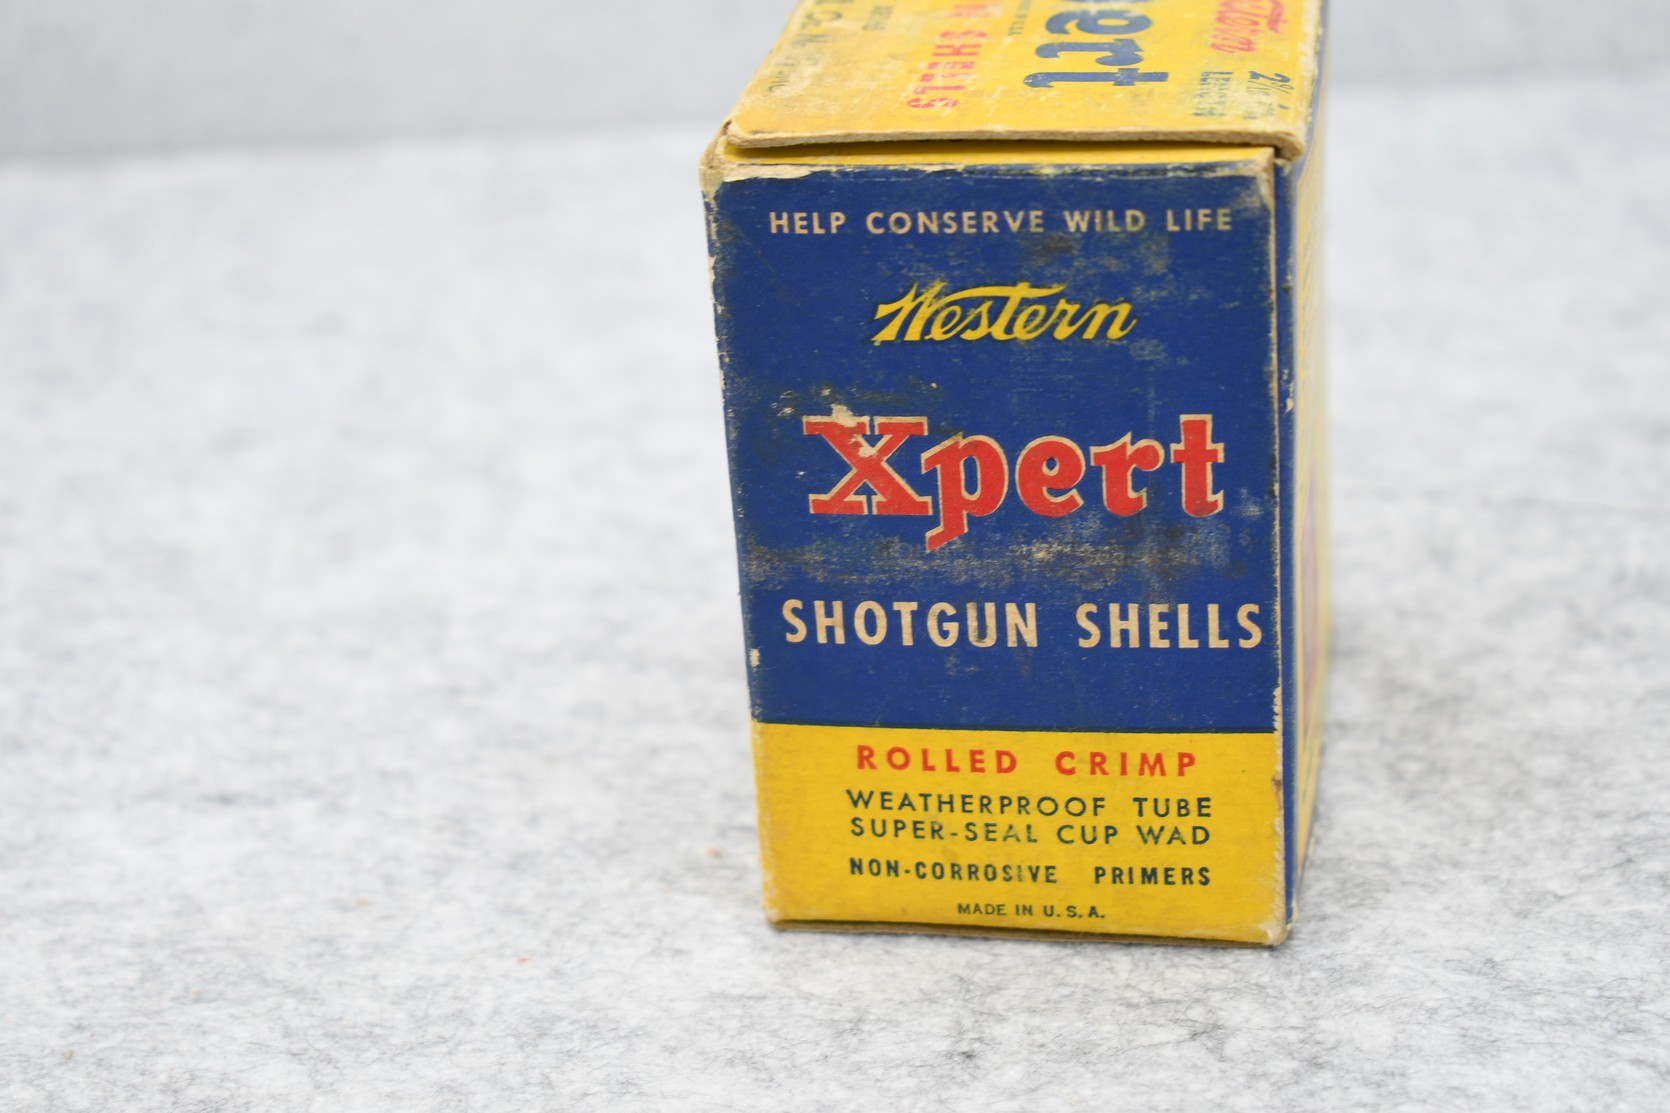 HELP CONSERVE WILD LIFE
Western
Xpert
SHOTGUN SHELLS
ROLLED CRIMP
WEATHERPROOF TUBE
SUPER-SEAL CUP WAD
NON-CORROSIVE PRIMERS
MADE IN U.S.A.
SHELLS